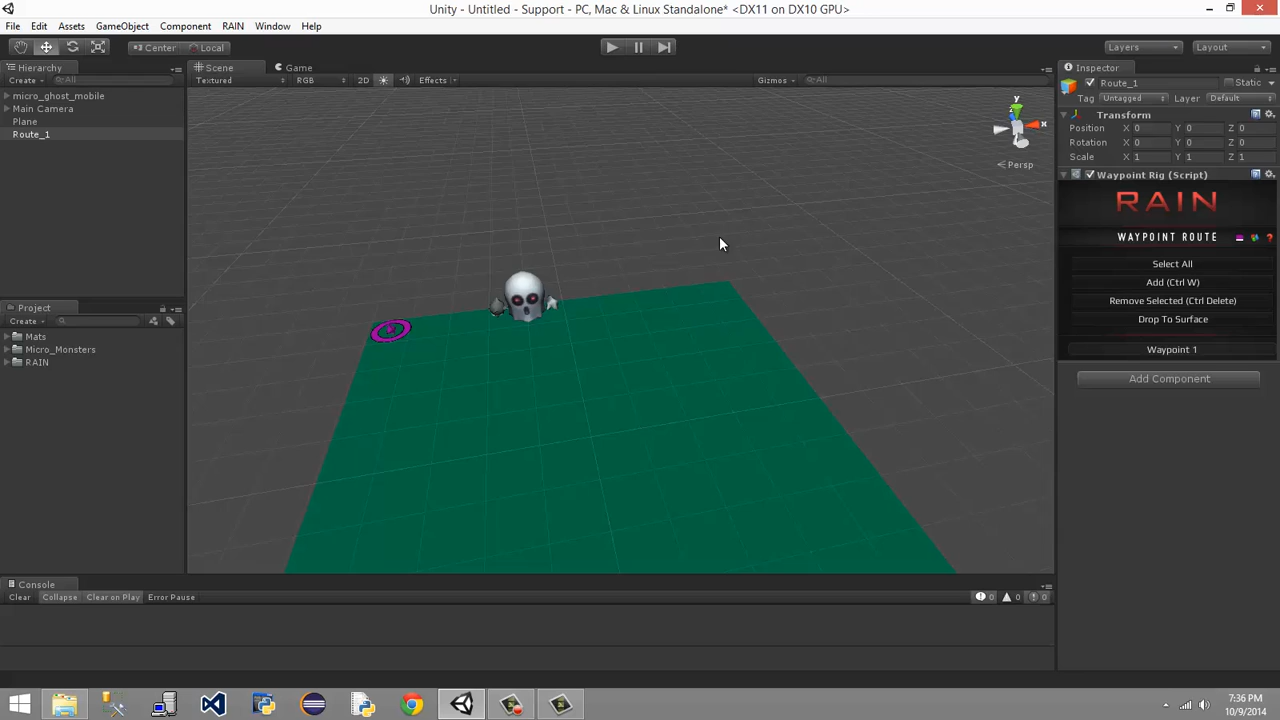 Unity - Untitled - Support - PC, Mac & Linux Standalone* <DX11 on DX10 GPU>
File Edit Assets GameObject Component RAIN Window Help
Center Local Layers Layout
Hierarchy
Create All
micro_ghost_mobile
Main Camera
Plane
Route_1
Project
Create
Mats
Micro_Monsters
RAIN
Scene Game
Textured RGB 2D Effects Gizmos All
y
x
Persp
Inspector
Route_1 Static
Tag Untagged Layer Default
Transform
Position X 0 Y 0 Z 0
Rotation X 0 Y 0 Z 0
Scale X 1 Y 1 Z 1
Waypoint Rig (Script)
RAIN
WAYPOINT ROUTE
Select All
Add (Ctrl W)
Remove Selected (Ctrl Delete)
Drop To Surface
Waypoint 1
Add Component
Console
Clear Collapse Clear on Play Error Pause 0 0 0
7:36 PM
10/9/2014